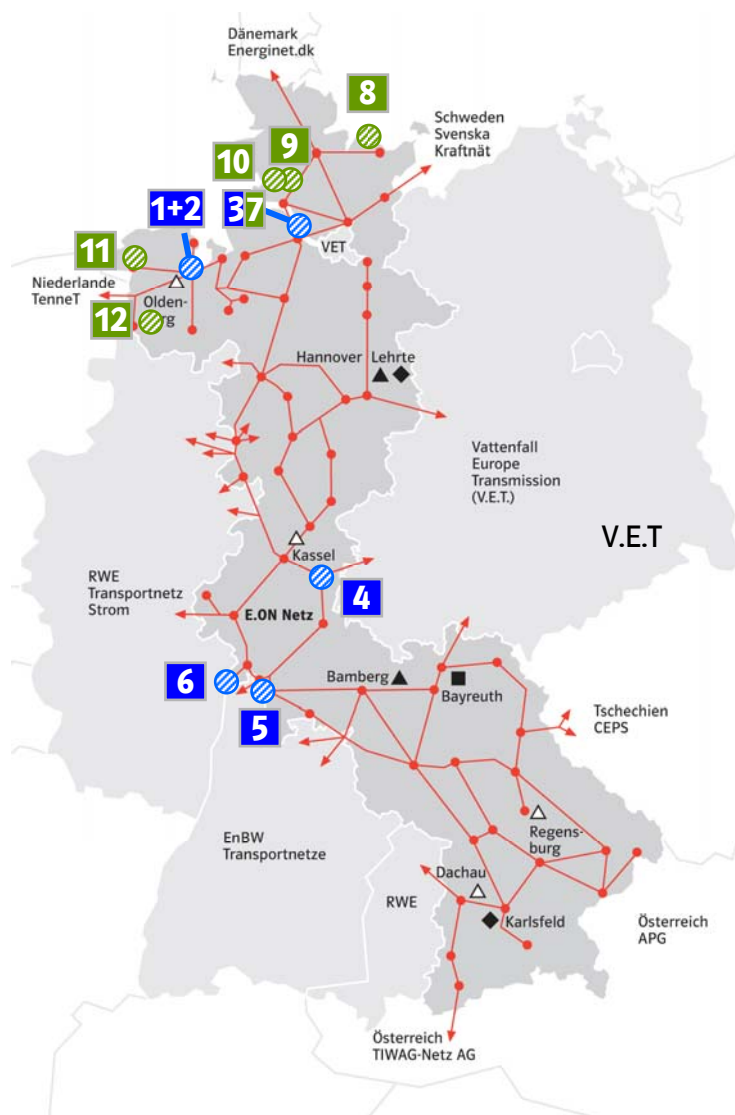 Dänemark
Energinet.dk
8
Schweden
Svenska
Kraftnät
9
10
1+2
37
VET
11
Niederlande
TenneT
Olden-
12
Hannover
Lehrte
Vattenfall
Europe
Transmission
(V.E.T.)
V.E.T
Kassel
RWE
Transportnetz
Strom
E.ON Netz
4
6
Bamberg
Bayreuth
5
Tschechien
CEPS
EnBW
Transportnetze
Regens-
burg
Dachau
RWE
Karlsfeld
Österreich
APG
Österreich
TIWAG-Netz AG